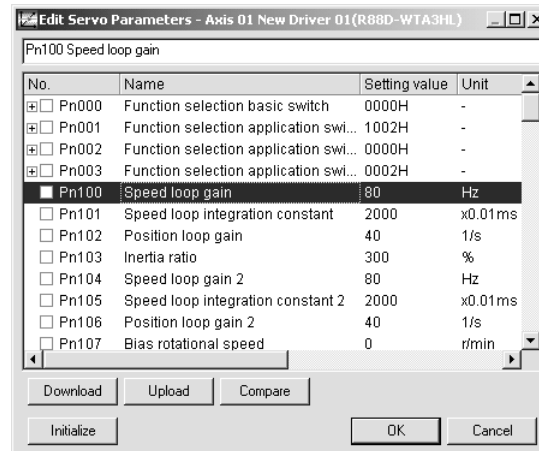 Edit Servo Parameters - Axis 01 New Driver 01(R88D-WTA3HL)
Pn100 Speed loop gain
No. Name Setting value Unit
Pn000 Function selection basic switch 0000H -
Pn001 Function selection application swi... 1002H -
Pn002 Function selection application swi... 0000H -
Pn003 Function selection application swi... 0002H -
Pn100 Speed loop gain 80 Hz
Pn101 Speed loop integration constant 2000 x0.01ms
Pn102 Position loop gain 40 1/s
Pn103 Inertia ratio 300 %
Pn104 Speed loop gain 2 80 Hz
Pn105 Speed loop integration constant 2 2000 x0.01ms
Pn106 Position loop gain 2 40 1/s
Pn107 Bias rotational speed 0 r/min
Download Upload Compare
Initialize OK Cancel